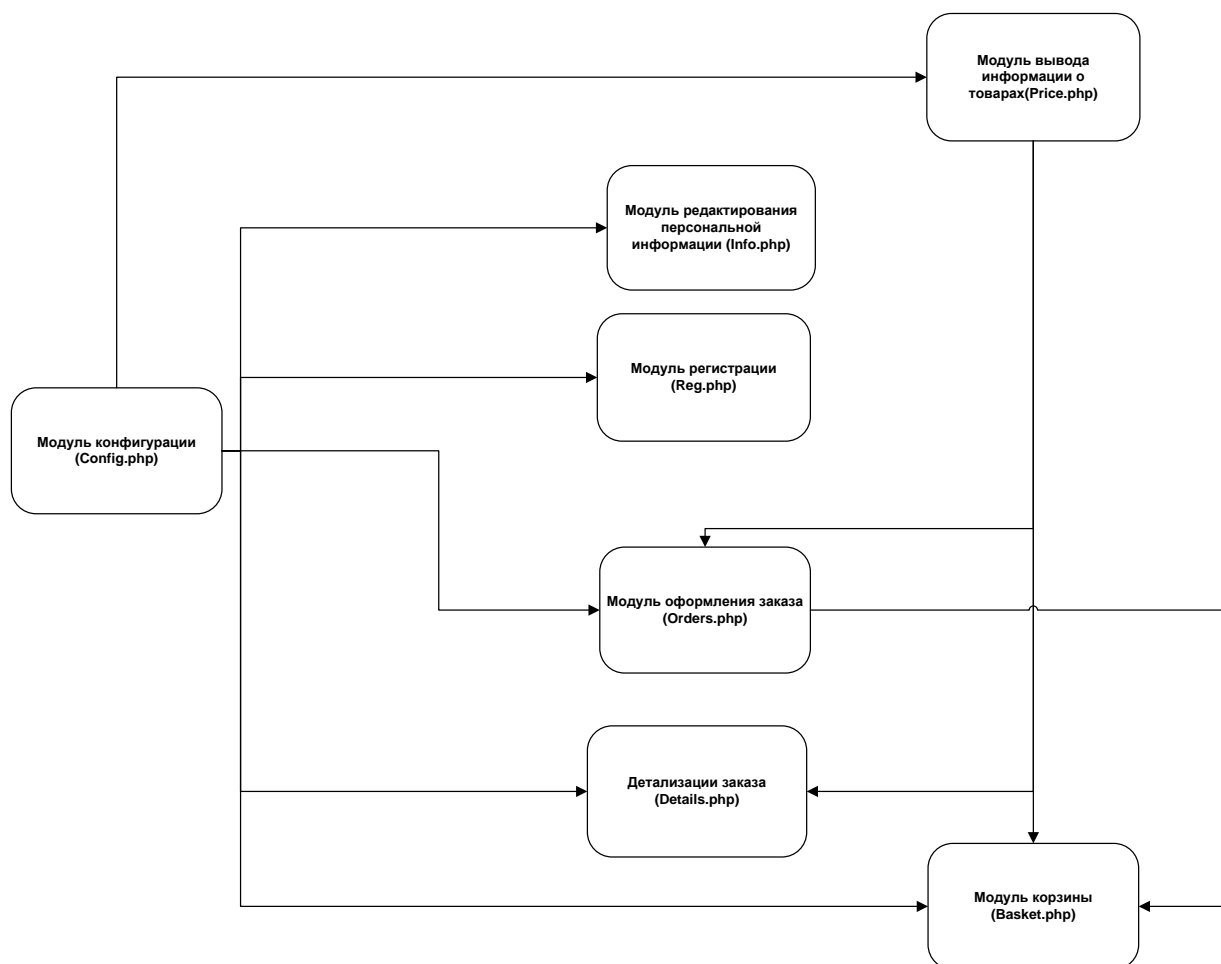 Модуль вывода
информации о
товарах(Price.php)
Модуль редактирования
персональной
информации (Info.php)
Модуль регистрации
(Reg.php)
Модуль конфигурации
(Config.php)
Модуль оформления заказа
(Orders.php)
Детализации заказа
(Details.php)
Модуль корзины
(Basket.php)